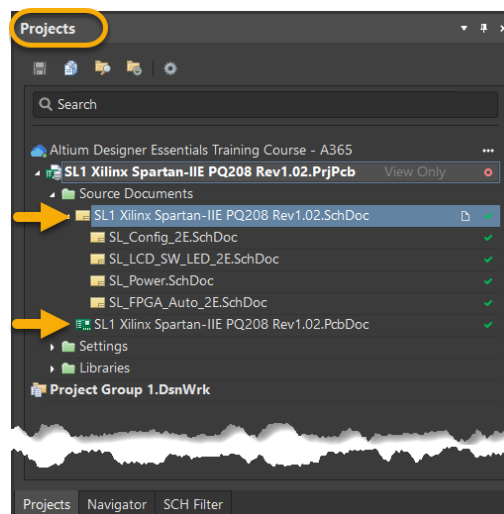 Projects
Search
Altium Designer Essentials Training Course - A365
SL1 Xilinx Spartan-IIE PQ208 Rev1.02.PrjPcb View Only
Source Documents
SL1 Xilinx Spartan-IIE PQ208 Rev1.02.SchDoc
SL_Config_2E.SchDoc
SL_LCD_SW_LED_2E.SchDoc
SL_Power.SchDoc
SL_FPGA_Auto_2E.SchDoc
SL1 Xilinx Spartan-IIE PQ208 Rev1.02.PcbDoc
Settings
Libraries
Project Group 1.DsnWrk
Projects Navigator SCH Filter